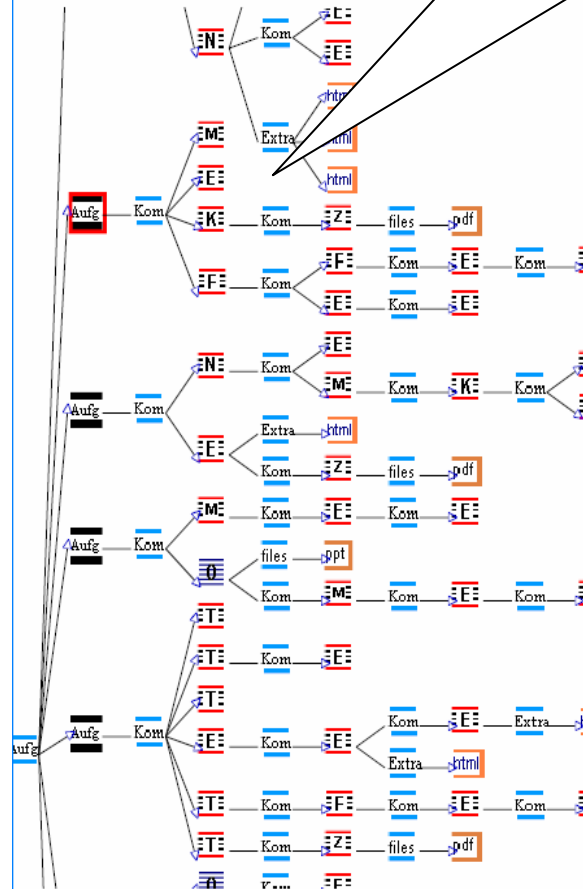 E
N Kom
E
html
M Extra html
E html
Aufg Kom K Kom Z files pdf
F Kom E Kom
F Kom
E Kom E
E
N Kom
M Kom K Kom
Aufg Kom
Extra html
E
Kom Z files pdf
M Kom E Kom E
Aufg Kom files ppt
0
Kom M Kom E Kom
T
T Kom E
T
Kom E Extra
Aufg Kom E Kom E
Aufg Extra html
T Kom F Kom E Kom
T Kom Z files pdf
0 Kom E